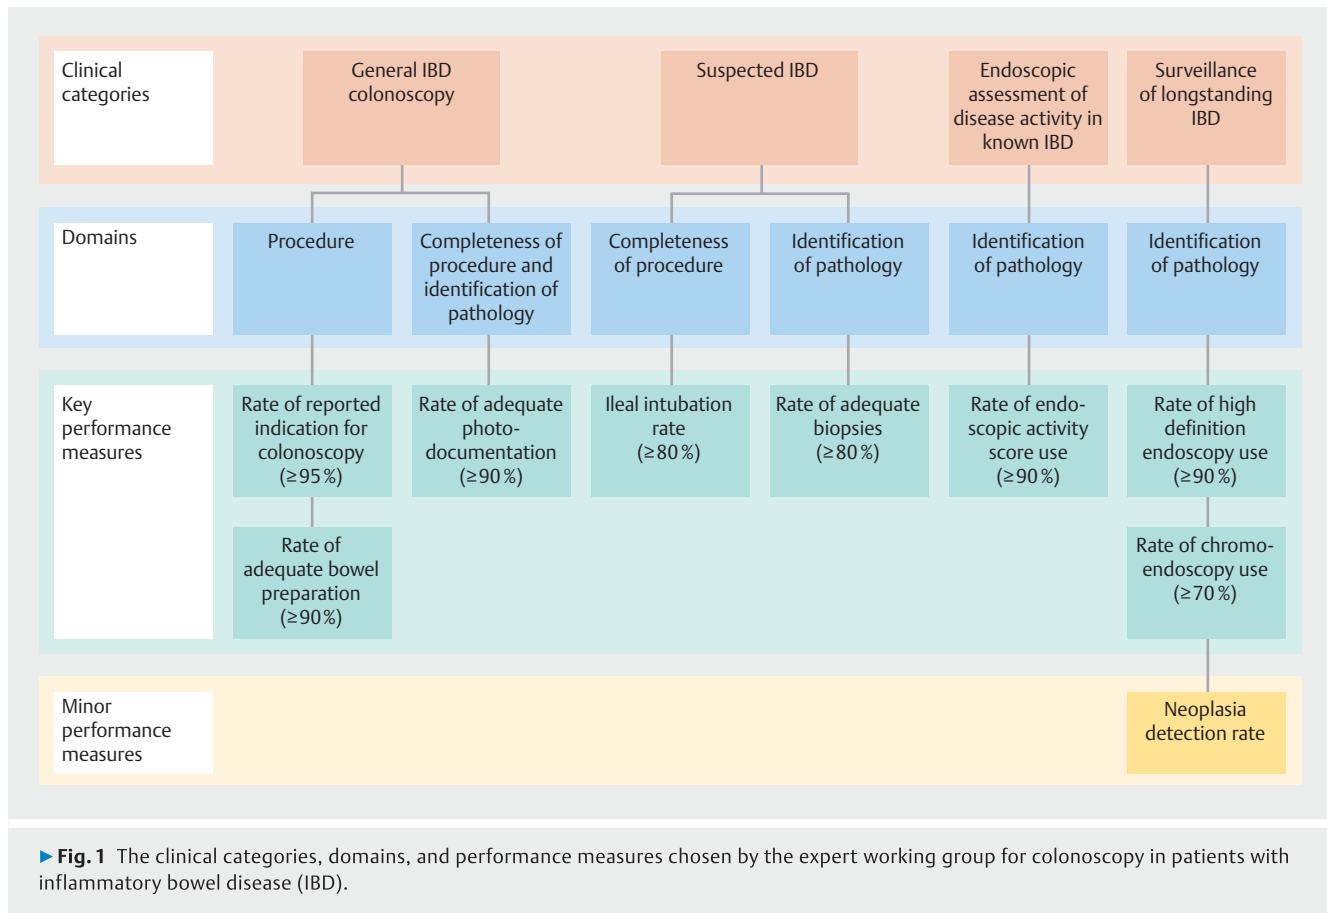 Clinical
categories
General IBD
colonoscopy
Suspected IBD
Endoscopic
assessment of
disease activity in
known IBD
Surveillance
of longstanding
IBD
Domains
Procedure
Completeness of
procedure and
identification of
pathology
Completeness
of procedure
Identification
of pathology
Identification
of pathology
Identification
of pathology
Key
performance
measures
Rate of reported
indication for
colonoscopy
(≥95%)
Rate of adequate
photo-
documentation
(≥90%)
Ileal intubation
rate
(≥80%)
Rate of adequate
biopsies
(≥80%)
Rate of endo-
scopic activity
score use
(≥90%)
Rate of high
definition
endoscopy use
(≥90%)
Rate of
adequate bowel
preparation
(≥90%)
Rate of chromo-
endoscopy use
(≥70%)
Minor
performance
measures
Neoplasia
detection rate
▶ Fig. 1 The clinical categories, domains, and performance measures chosen by the expert working group for colonoscopy in patients with
inflammatory bowel disease (IBD).